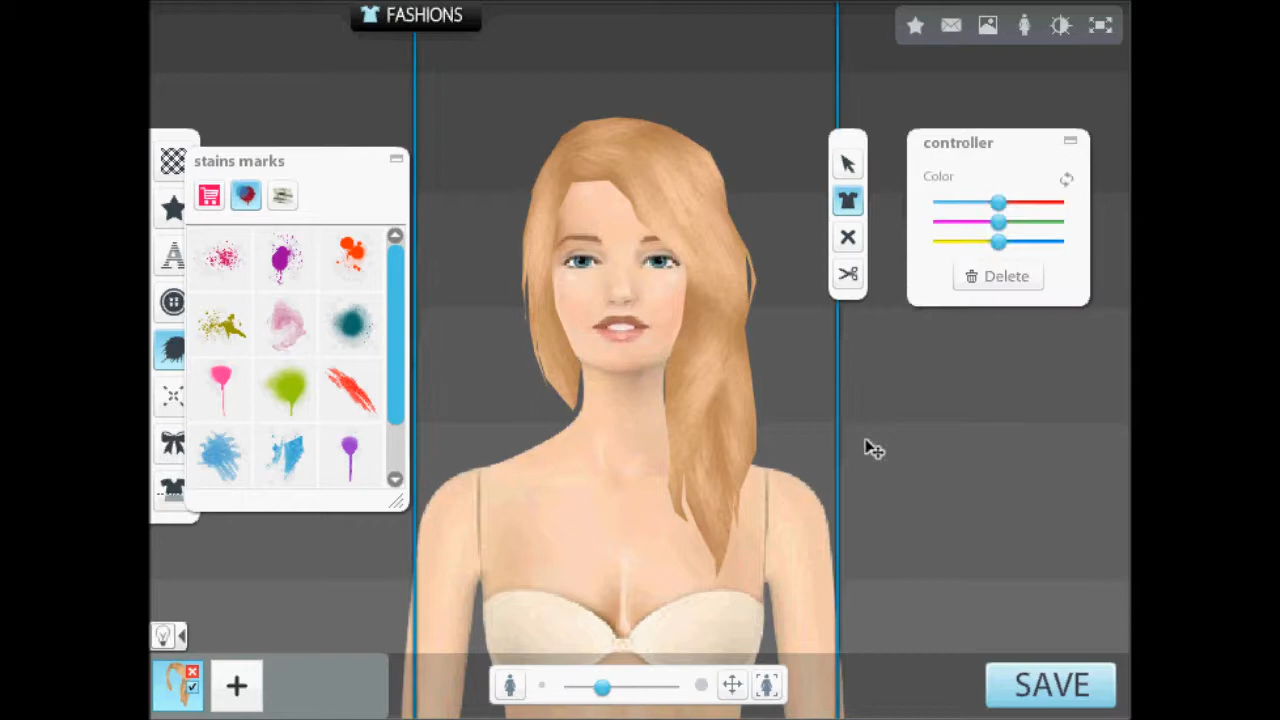 FASHIONS
stains marks
controller
Color
Delete
SAVE